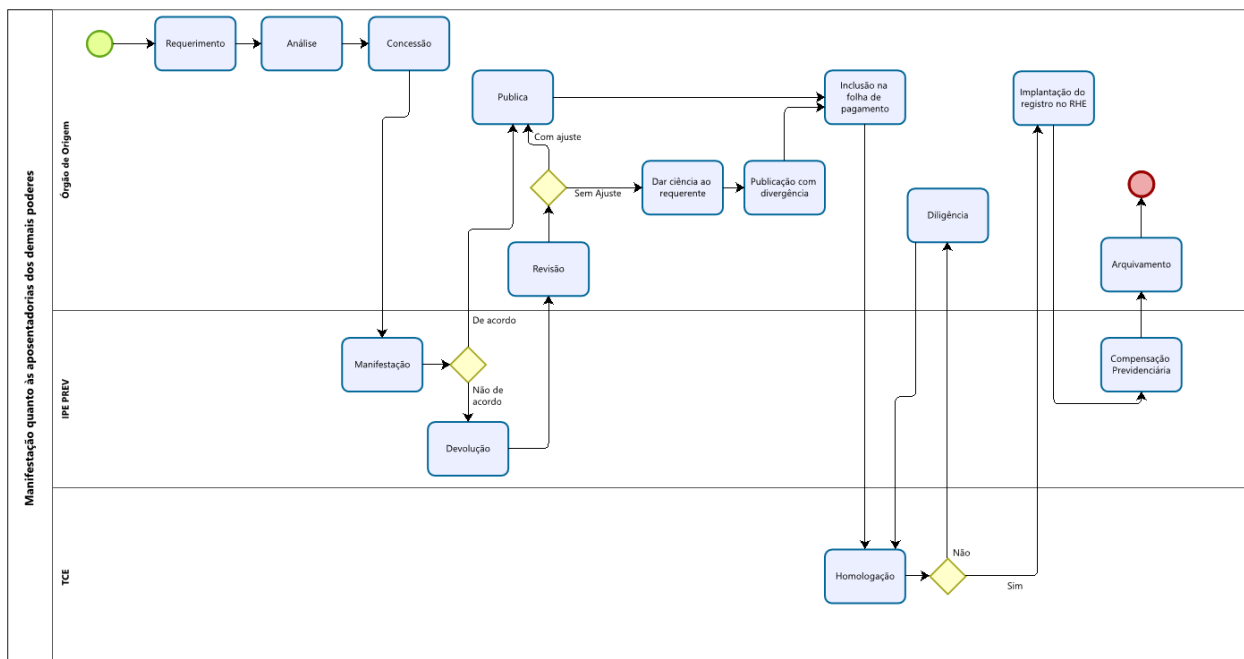 Manifestação quanto às aposentadorias dos demais poderes
Órgão de Origem
Requerimento
Análise
Concessão
Publica
Com ajuste
Sem Ajuste
Revisão
Dar ciência ao
requerente
Publicação com
divergência
Inclusão na
folha de
pagamento
Diligência
Implantação do
registro no RHE
Arquivamento
IPE PREV
De acordo
Manifestação
Não de
acordo
Devolução
Compensação
Previdenciária
TCE
Homologação
Não
Sim